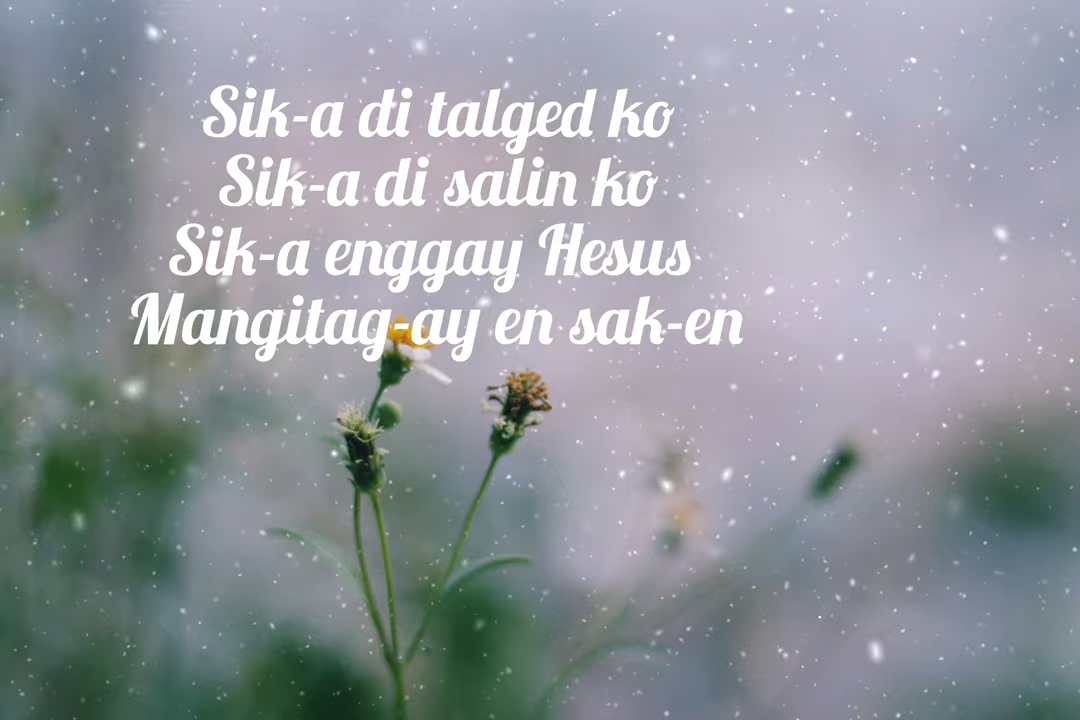 Sik-a di talged ko
Sik-a di salin ko
Sik-a enggay Hesus
Mangitag-ay en sak-en